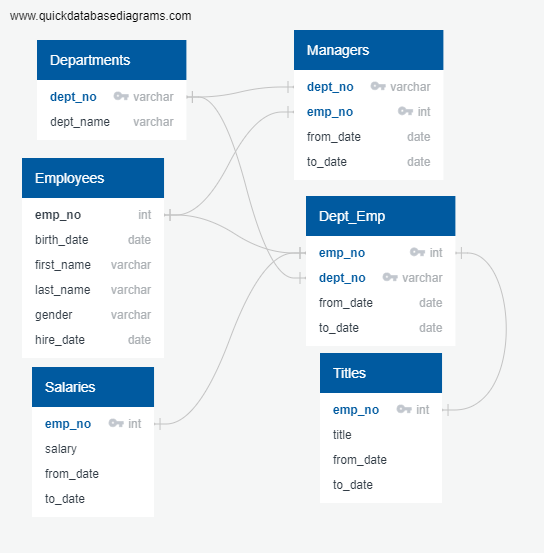 www.quickdatabasediagrams.com
Departments
dept_no varchar
dept_name varchar
Managers
dept_no varchar
emp_no int
from_date date
to_date date
Employees
emp_no int
birth_date date
first_name varchar
last_name varchar
gender varchar
hire_date date
Dept_Emp
emp_no int
dept_no varchar
from_date date
to_date date
Salaries
emp_no int
salary
from_date
to_date
Titles
emp_no int
title
from_date
to_date